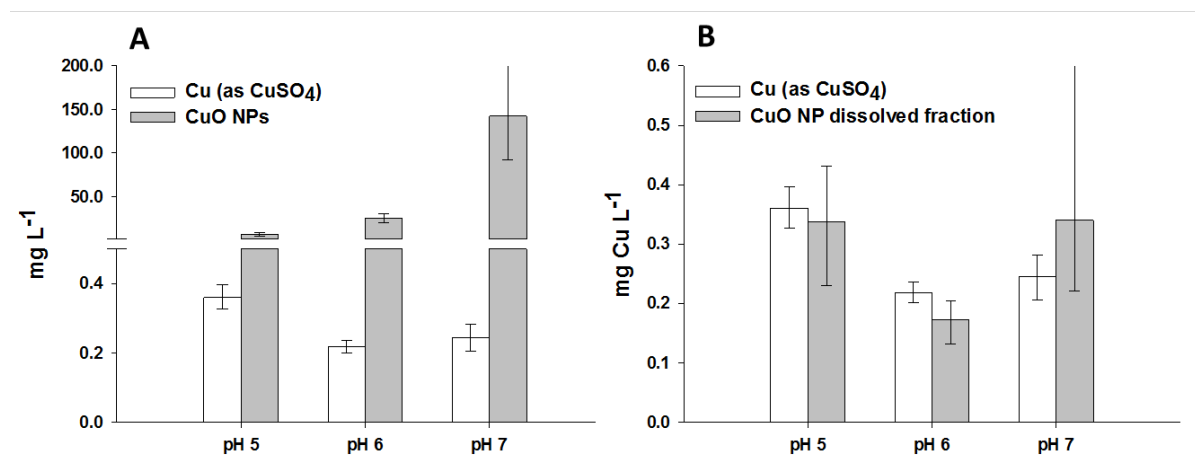 A
mg L-1
200.0
150.0
100.0
50.0
0.4
0.2
0.0
Cu (as CuSO4)
CuO NPs
pH 5
pH 6
pH 7
B
mg Cu L-1
0.6
0.5
0.4
0.3
0.2
0.1
0.0
Cu (as CuSO4)
CuO NP dissolved fraction
pH 5
pH 6
pH 7